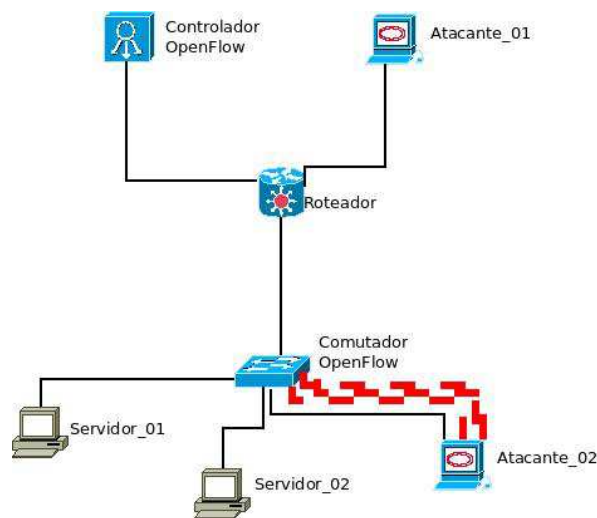 Controlador
OpenFlow
Atacante_01
Roteador
Comutador
OpenFlow
Servidor_01
Atacante_02
Servidor_02